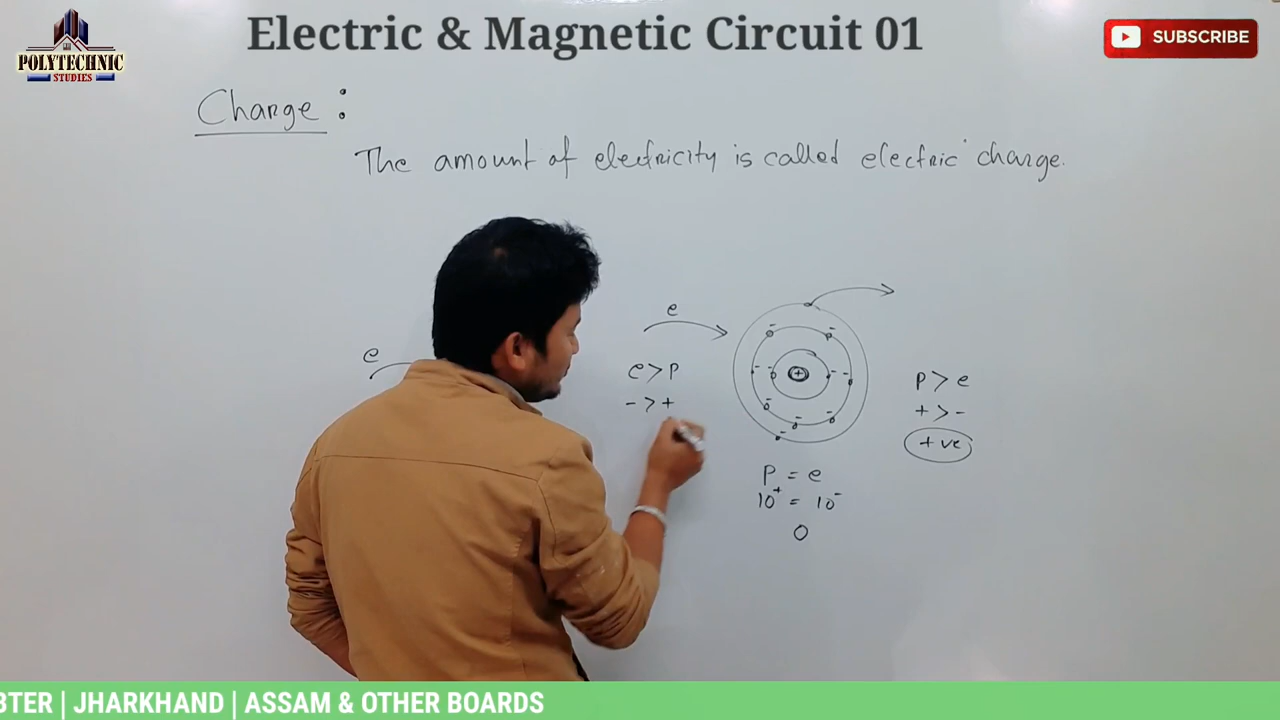 Electric & Magnetic Circuit 01
POLYTECHNIC
STUDIES
SUBSCRIBE
Charge :
The amount of electricity is called electric charge.
e
e
e > P
- > +
+
P > e
+ > -
+ ve
P = e
10⁺ = 10⁻
0
BTER | JHARKHAND | ASSAM & OTHER BOARDS